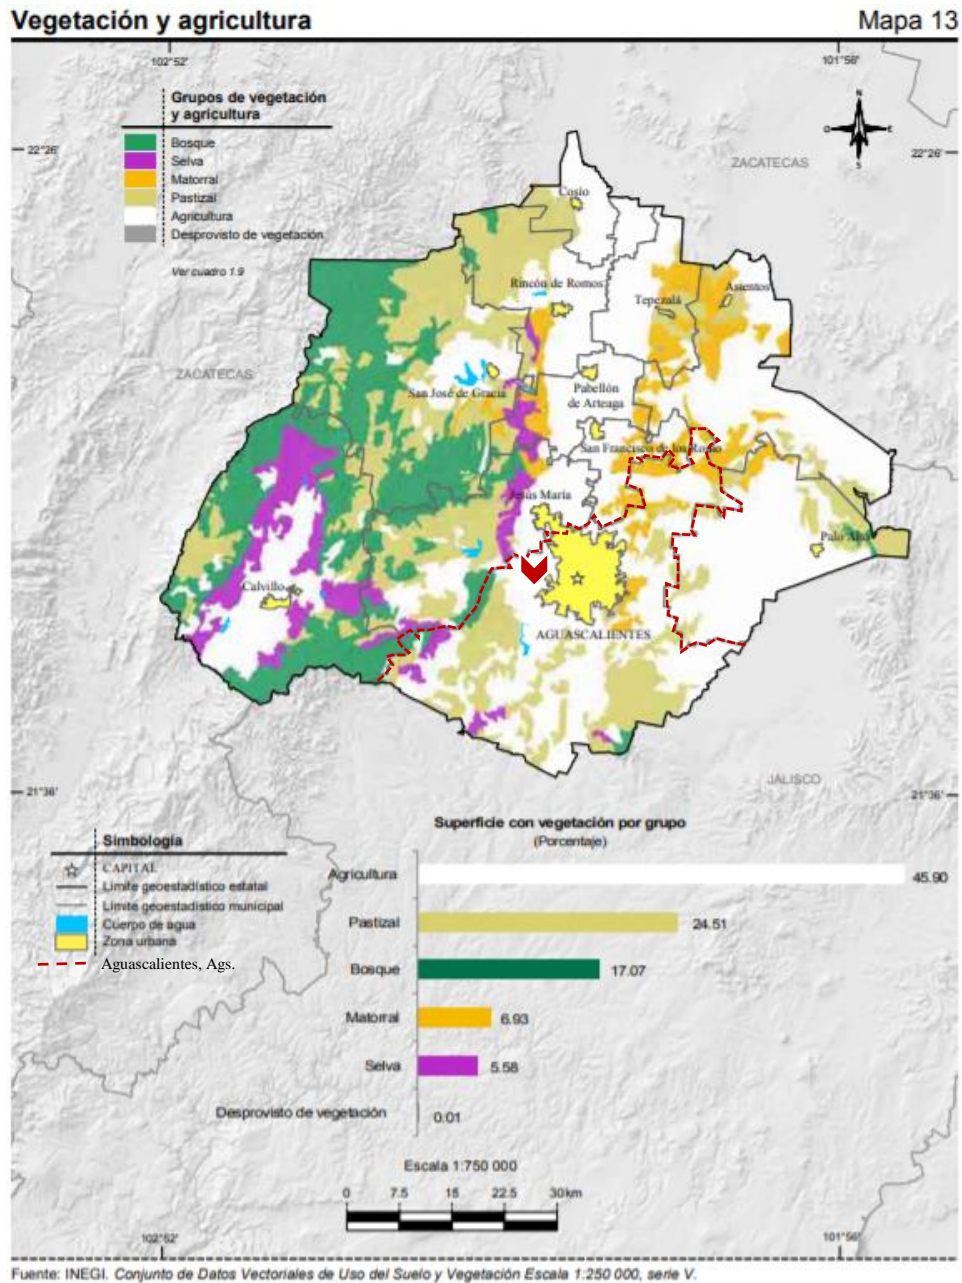 Vegetación y agricultura
Mapa 13
102°52'
101°56'
Grupos de vegetación
y agricultura
Bosque
Selva
Matorral
Pastizal
Agricultura
Desprovisto de vegetación
Ver cuadro 1.9
22°26'
22°26'
N
O
E
S
ZACATECAS
Cosío
Rincón de Romos
Tepezalá
Asientos
ZACATECAS
San José de Gracia
Pabellón
de Arteaga
San Francisco de los Romo
Jesús María
Palo Alto
Calvillo
AGUASCALIENTES
JALISCO
21°36'
21°36'
Simbología
CAPITAL
Límite geoestadístico estatal
Límite geoestadístico municipal
Cuerpo de agua
Zona urbana
Aguascalientes, Ags.
Superficie con vegetación por grupo
(Porcentaje)
Agricultura 45.90
Pastizal 24.51
Bosque 17.07
Matorral 6.93
Selva 5.58
Desprovisto de vegetación 0.01
Escala 1:750 000
0 7.5 15 22.5 30km
102°52'
101°56'
Fuente: INEGI. Conjunto de Datos Vectoriales de Uso del Suelo y Vegetación Escala 1:250 000, serie V.